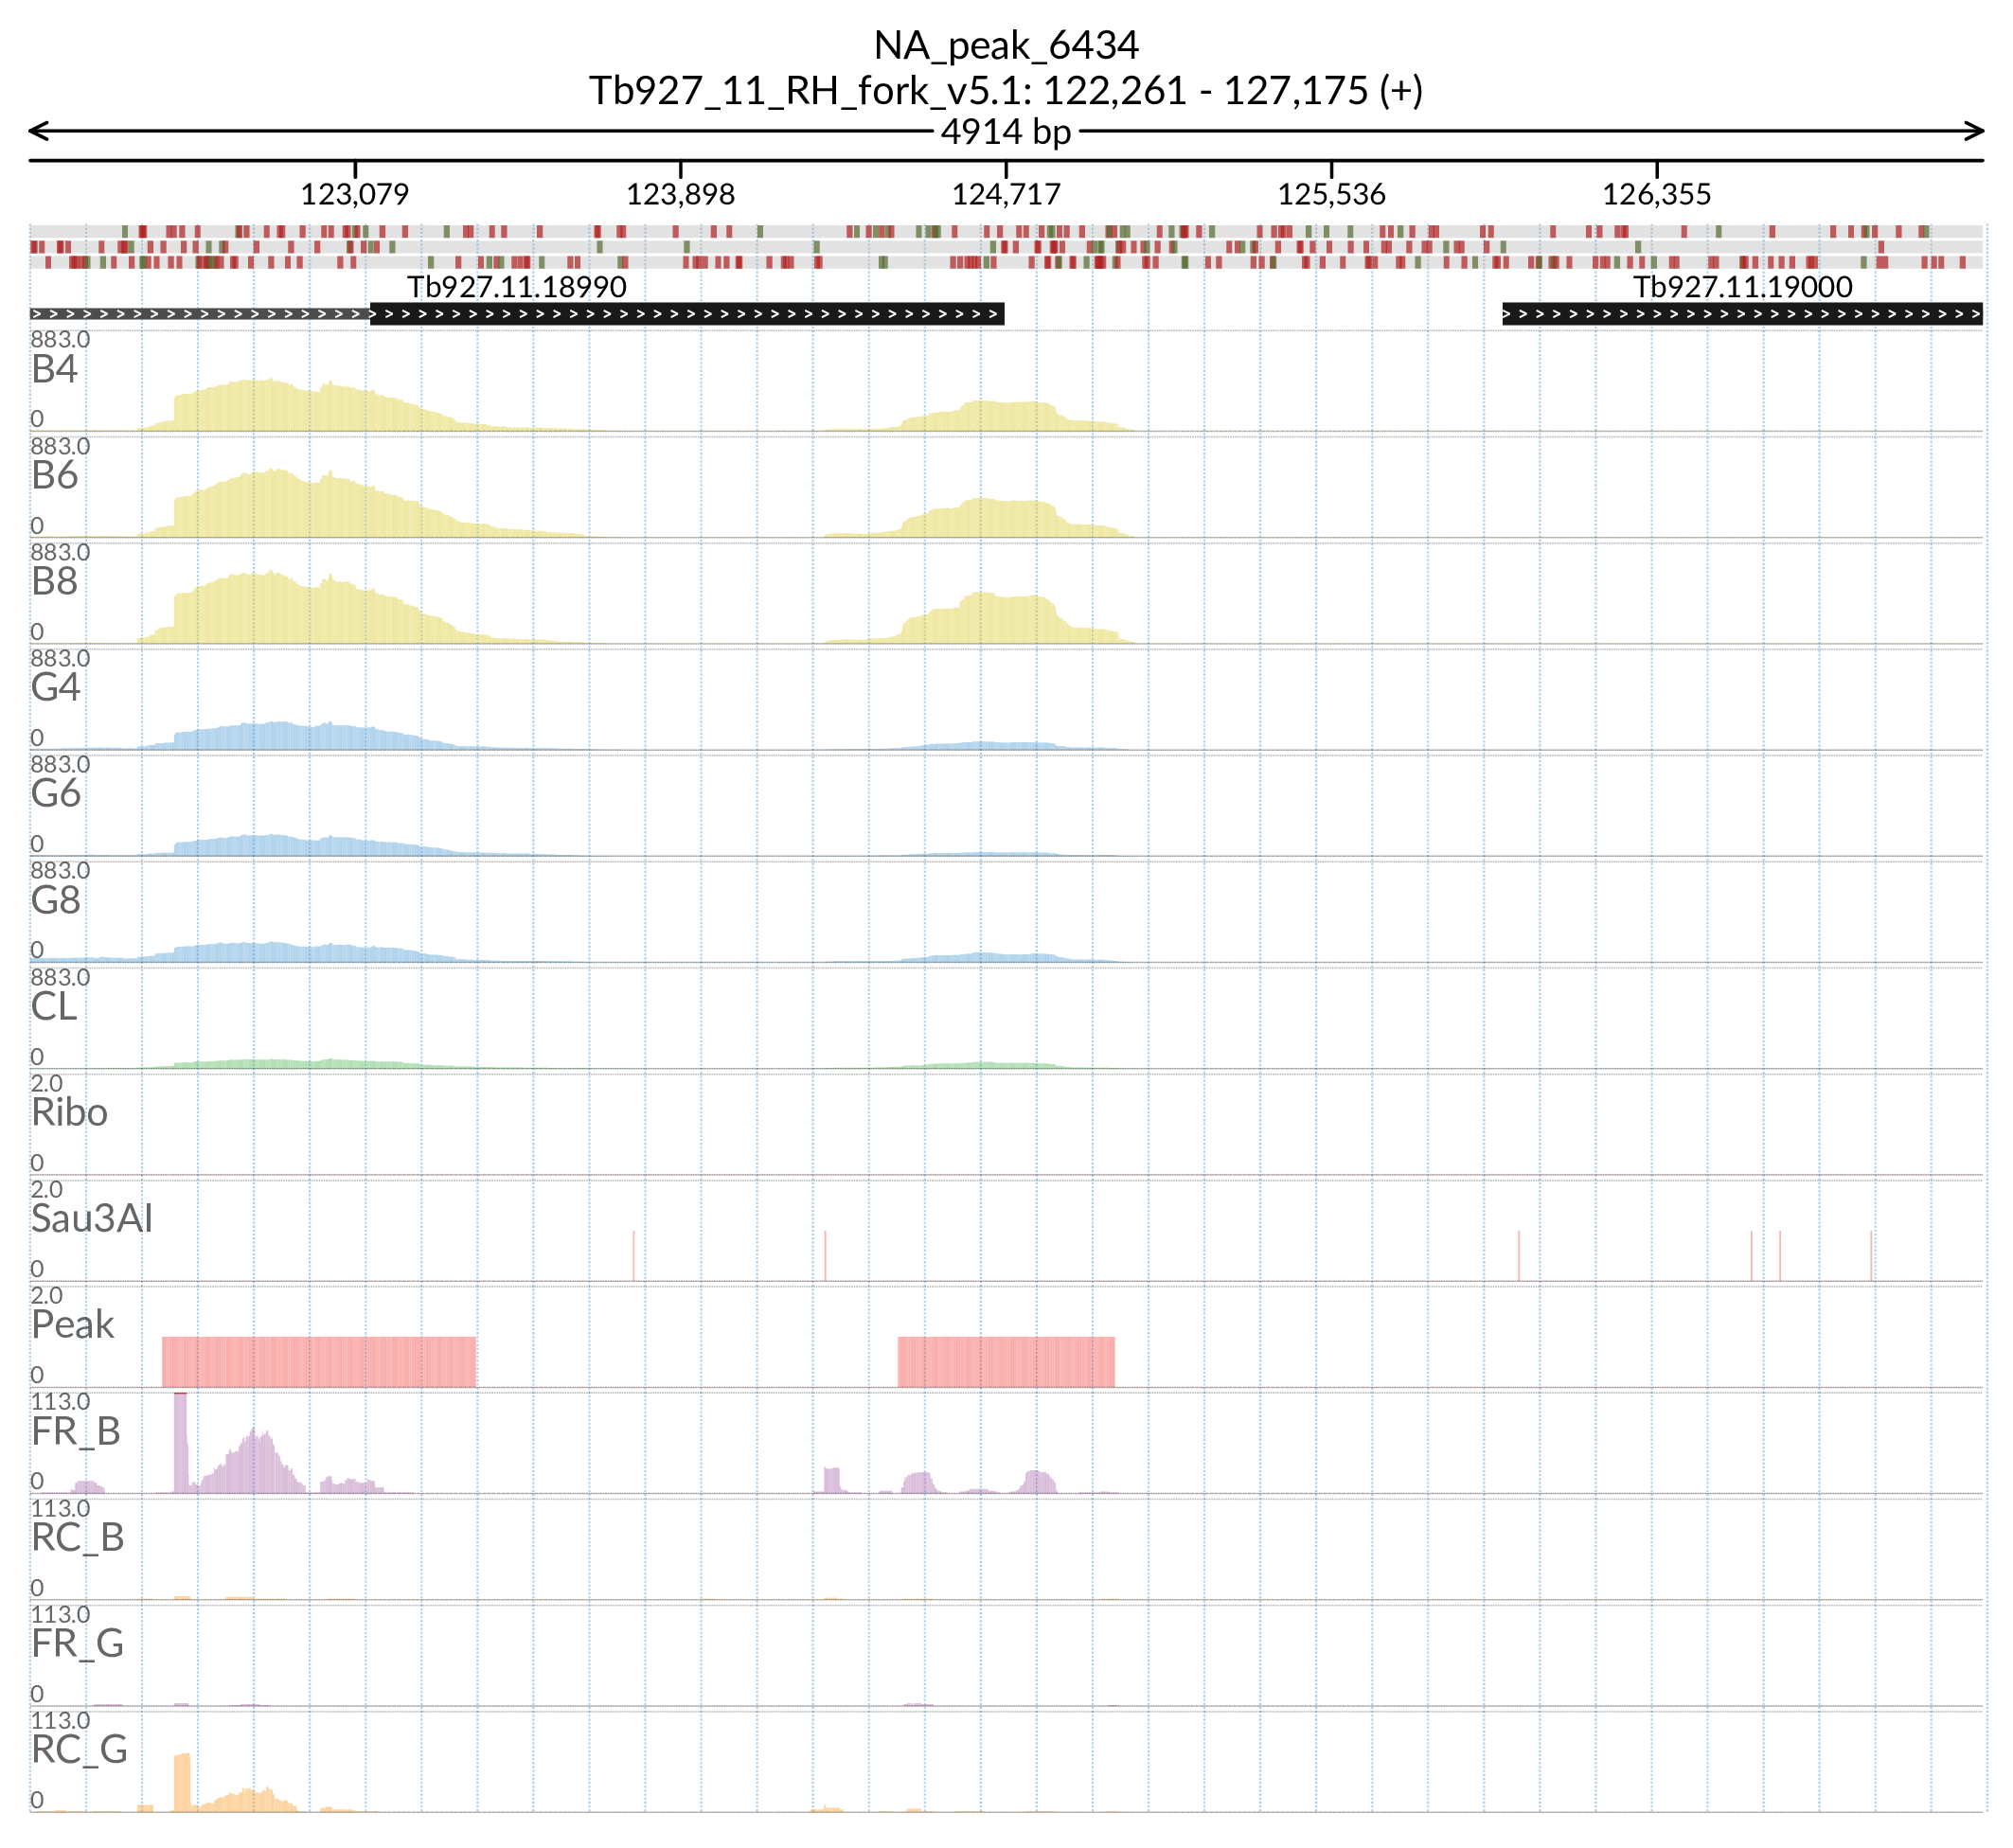 NA_peak_6434
Tb927_11_RH_fork_v5.1: 122,261 - 127,175 (+)
4914 bp
123,079 123,898 124,717 125,536 126,355
Tb927.11.18990 Tb927.11.19000
883.0
B4
0
883.0
B6
0
883.0
B8
0
883.0
G4
0
883.0
G6
0
883.0
G8
0
883.0
CL
0
2.0
Ribo
0
2.0
Sau3AI
0
2.0
Peak
0
113.0
FR_B
0
113.0
RC_B
0
113.0
FR_G
0
113.0
RC_G
0